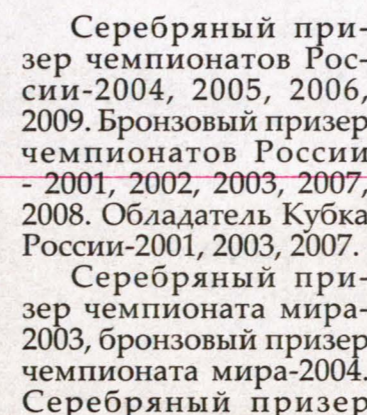 Серебряный при-
зер чемпионатов Рос-
сии-2004, 2005, 2006,
2009. Бронзовый призер
чемпионатов России
- 2001, 2002, 2003, 2007,
2008. Обладатель Кубка
России-2001, 2003, 2007.
Серебряный при-
зер чемпионата мира-
2003, бронзовый призер
чемпионата мира-2004.
Серебряный призер